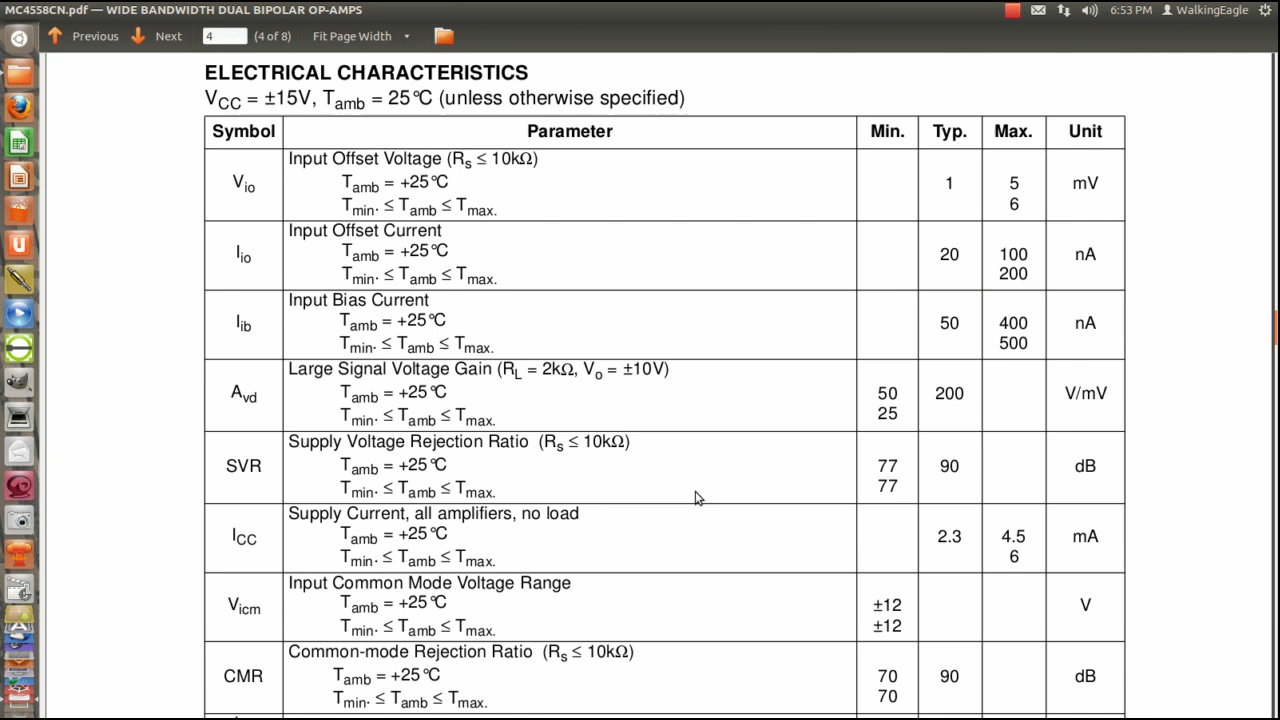 MC4558CN.pdf — WIDE BANDWIDTH DUAL BIPOLAR OP-AMPS
6:53 PM WalkingEagle
Previous Next 4 (4 of 8) Fit Page Width
ELECTRICAL CHARACTERISTICS
VCC = ±15V, Tamb = 25°C (unless otherwise specified)
Symbol Parameter Min. Typ. Max. Unit
Input Offset Voltage (Rs ≤ 10kΩ)
Vio Tamb = +25°C 1 5 mV
Tmin. ≤ Tamb ≤ Tmax. 6
Input Offset Current
Iio Tamb = +25°C 20 100 nA
Tmin. ≤ Tamb ≤ Tmax. 200
Input Bias Current
Iib Tamb = +25°C 50 400 nA
Tmin. ≤ Tamb ≤ Tmax. 500
Large Signal Voltage Gain (RL = 2kΩ, Vo = ±10V)
Avd Tamb = +25°C 50 200 V/mV
Tmin. ≤ Tamb ≤ Tmax. 25
Supply Voltage Rejection Ratio (Rs ≤ 10kΩ)
SVR Tamb = +25°C 77 90 dB
Tmin. ≤ Tamb ≤ Tmax. 77
Supply Current, all amplifiers, no load
ICC Tamb = +25°C 2.3 4.5 mA
Tmin. ≤ Tamb ≤ Tmax. 6
Input Common Mode Voltage Range
Vicm Tamb = +25°C ±12 V
Tmin. ≤ Tamb ≤ Tmax. ±12
Common-mode Rejection Ratio (Rs ≤ 10kΩ)
CMR Tamb = +25°C 70 90 dB
Tmin. ≤ Tamb ≤ Tmax. 70